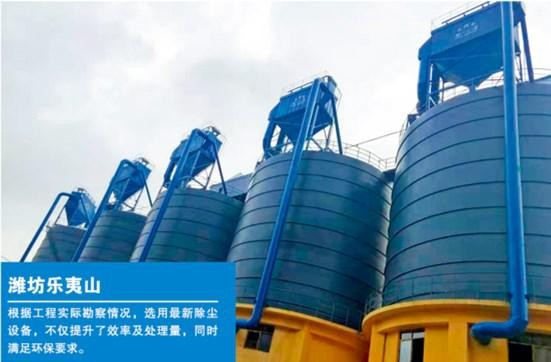 潍坊乐夷山
根据工程实际勘察情况，选用最新除尘
设备，不仅提升了效率及处理量，同时
满足环保要求。